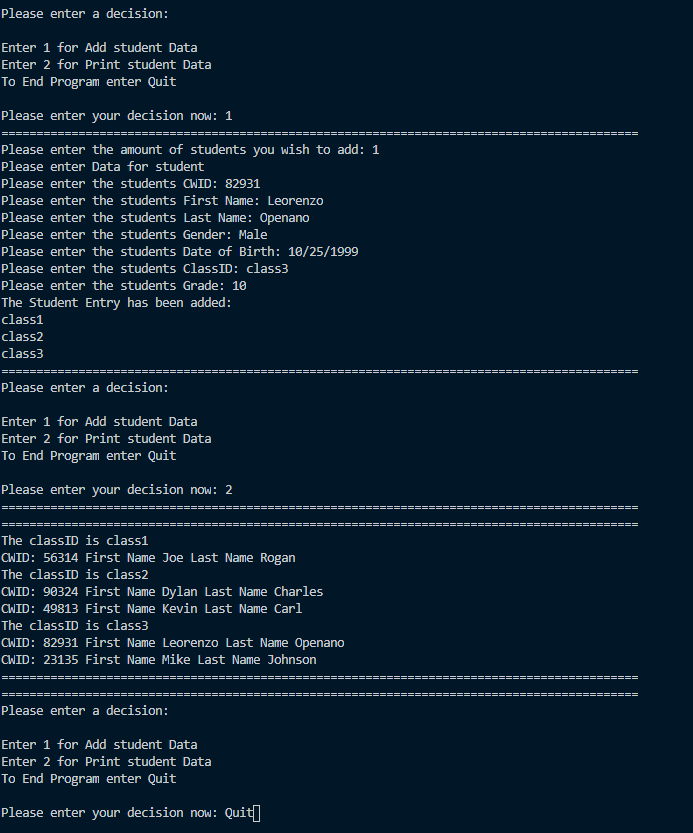 Please enter a decision:
Enter 1 for Add student Data
Enter 2 for Print student Data
To End Program enter Quit
Please enter your decision now: 1
===========================================================================================
Please enter the amount of students you wish to add: 1
Please enter Data for student
Please enter the students CWID: 82931
Please enter the students First Name: Leorenzo
Please enter the students Last Name: Openano
Please enter the students Gender: Male
Please enter the students Date of Birth: 10/25/1999
Please enter the students ClassID: class3
Please enter the students Grade: 10
The Student Entry has been added:
class1
class2
class3
===========================================================================================
Please enter a decision:
Enter 1 for Add student Data
Enter 2 for Print student Data
To End Program enter Quit
Please enter your decision now: 2
===========================================================================================
===========================================================================================
The classID is class1
CWID: 56314 First Name Joe Last Name Rogan
The classID is class2
CWID: 90324 First Name Dylan Last Name Charles
CWID: 49813 First Name Kevin Last Name Carl
The classID is class3
CWID: 82931 First Name Leorenzo Last Name Openano
CWID: 23135 First Name Mike Last Name Johnson
===========================================================================================
===========================================================================================
Please enter a decision:
Enter 1 for Add student Data
Enter 2 for Print student Data
To End Program enter Quit
Please enter your decision now: Quit